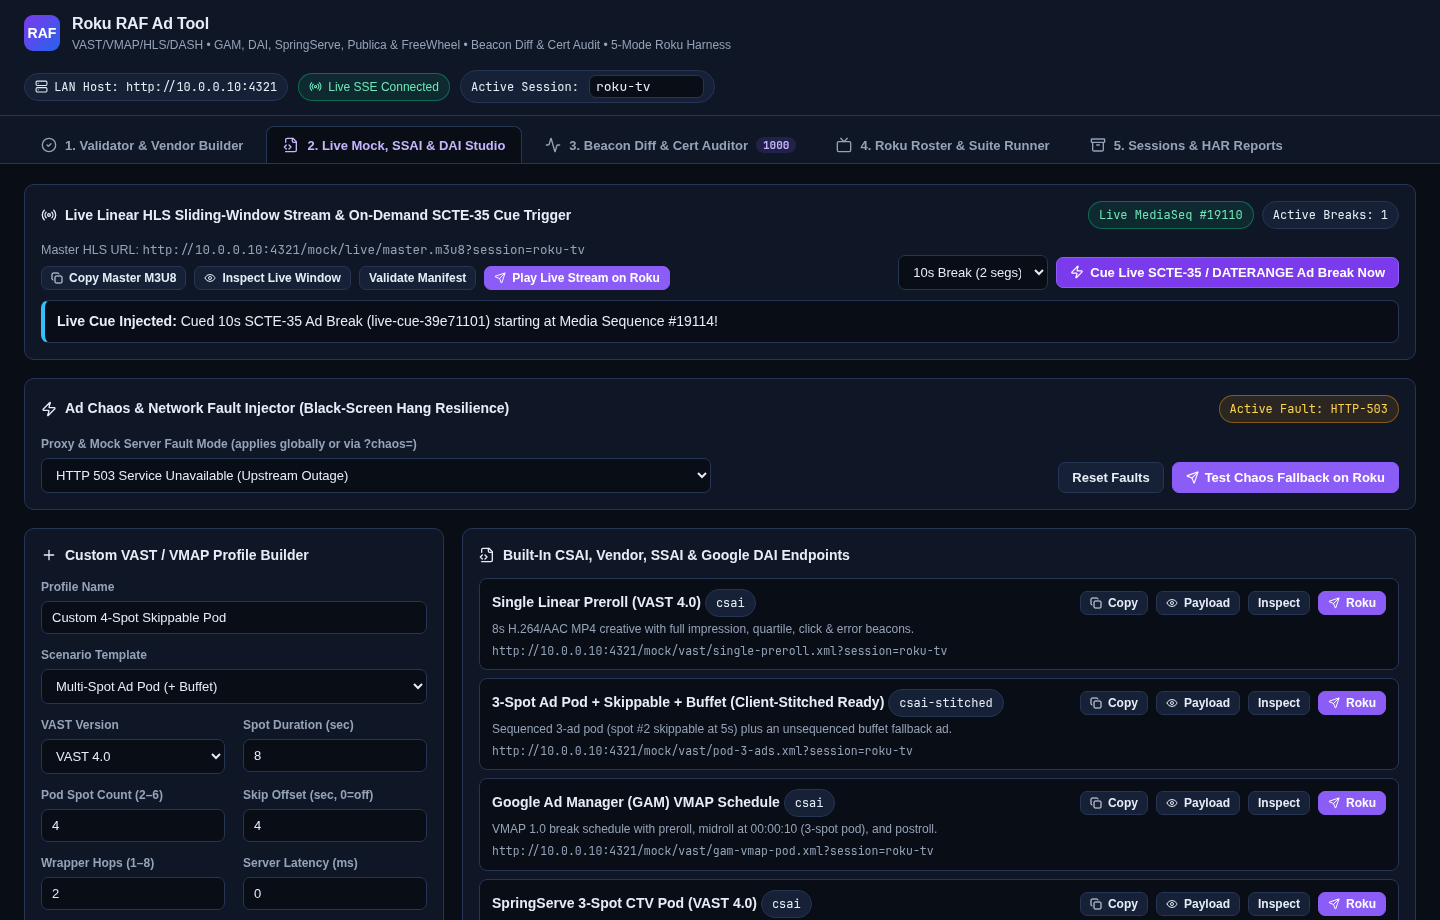 RAF
Roku RAF Ad Tool
VAST/VMAP/HLS/DASH • GAM, DAI, SpringServe, Publica & FreeWheel • Beacon Diff & Cert Audit • 5-Mode Roku Harness
LAN Host: http://10.0.0.10:4321
Live SSE Connected
Active Session: roku-tv
1. Validator & Vendor Builder
2. Live Mock, SSAI & DAI Studio
3. Beacon Diff & Cert Auditor 1000
4. Roku Roster & Suite Runner
5. Sessions & HAR Reports
Live Linear HLS Sliding-Window Stream & On-Demand SCTE-35 Cue Trigger
Live MediaSeq #19110
Active Breaks: 1
Master HLS URL: http://10.0.0.10:4321/mock/live/master.m3u8?session=roku-tv
Copy Master M3U8
Inspect Live Window
Validate Manifest
Play Live Stream on Roku
10s Break (2 segs)
Cue Live SCTE-35 / DATERANGE Ad Break Now
Live Cue Injected: Cued 10s SCTE-35 Ad Break (live-cue-39e71101) starting at Media Sequence #19114!
Ad Chaos & Network Fault Injector (Black-Screen Hang Resilience)
Active Fault: HTTP-503
Proxy & Mock Server Fault Mode (applies globally or via ?chaos=)
HTTP 503 Service Unavailable (Upstream Outage)
Reset Faults
Test Chaos Fallback on Roku
Custom VAST / VMAP Profile Builder
Profile Name
Custom 4-Spot Skippable Pod
Scenario Template
Multi-Spot Ad Pod (+ Buffet)
VAST Version
Spot Duration (sec)
VAST 4.0
8
Pod Spot Count (2–6)
Skip Offset (sec, 0=off)
4
4
Wrapper Hops (1–8)
Server Latency (ms)
2
0
Built-In CSAI, Vendor, SSAI & Google DAI Endpoints
Single Linear Preroll (VAST 4.0) csai
Copy
Payload
Inspect
Roku
8s H.264/AAC MP4 creative with full impression, quartile, click & error beacons.
http://10.0.0.10:4321/mock/vast/single-preroll.xml?session=roku-tv
3-Spot Ad Pod + Skippable + Buffet (Client-Stitched Ready) csai-stitched
Copy
Payload
Inspect
Roku
Sequenced 3-ad pod (spot #2 skippable at 5s) plus an unsequenced buffet fallback ad.
http://10.0.0.10:4321/mock/vast/pod-3-ads.xml?session=roku-tv
Google Ad Manager (GAM) VMAP Schedule csai
Copy
Payload
Inspect
Roku
VMAP 1.0 break schedule with preroll, midroll at 00:00:10 (3-spot pod), and postroll.
http://10.0.0.10:4321/mock/vast/gam-vmap-pod.xml?session=roku-tv
SpringServe 3-Spot CTV Pod (VAST 4.0) csai
Copy
Payload
Inspect
Roku